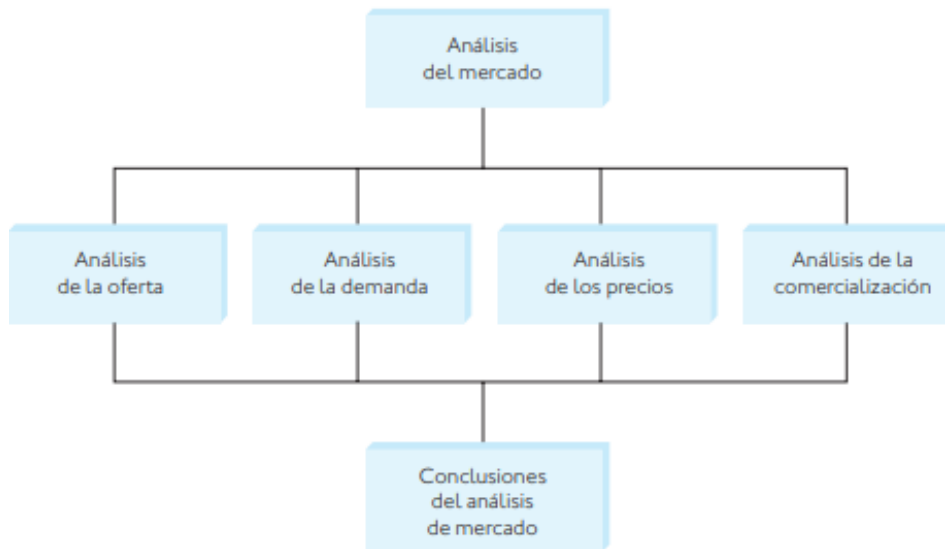 Análisis
del mercado
Análisis
de la oferta
Análisis
de la demanda
Análisis
de los precios
Análisis de la
comercialización
Conclusiones
del análisis
de mercado